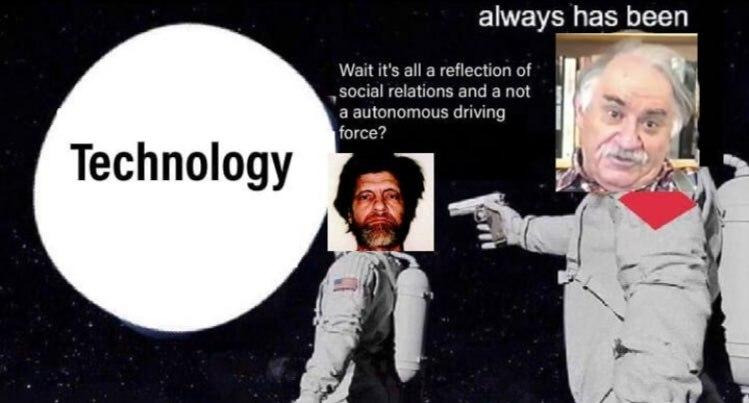 always has been
Wait it's all a reflection of
social relations and a not
a autonomous driving
force?
Technology